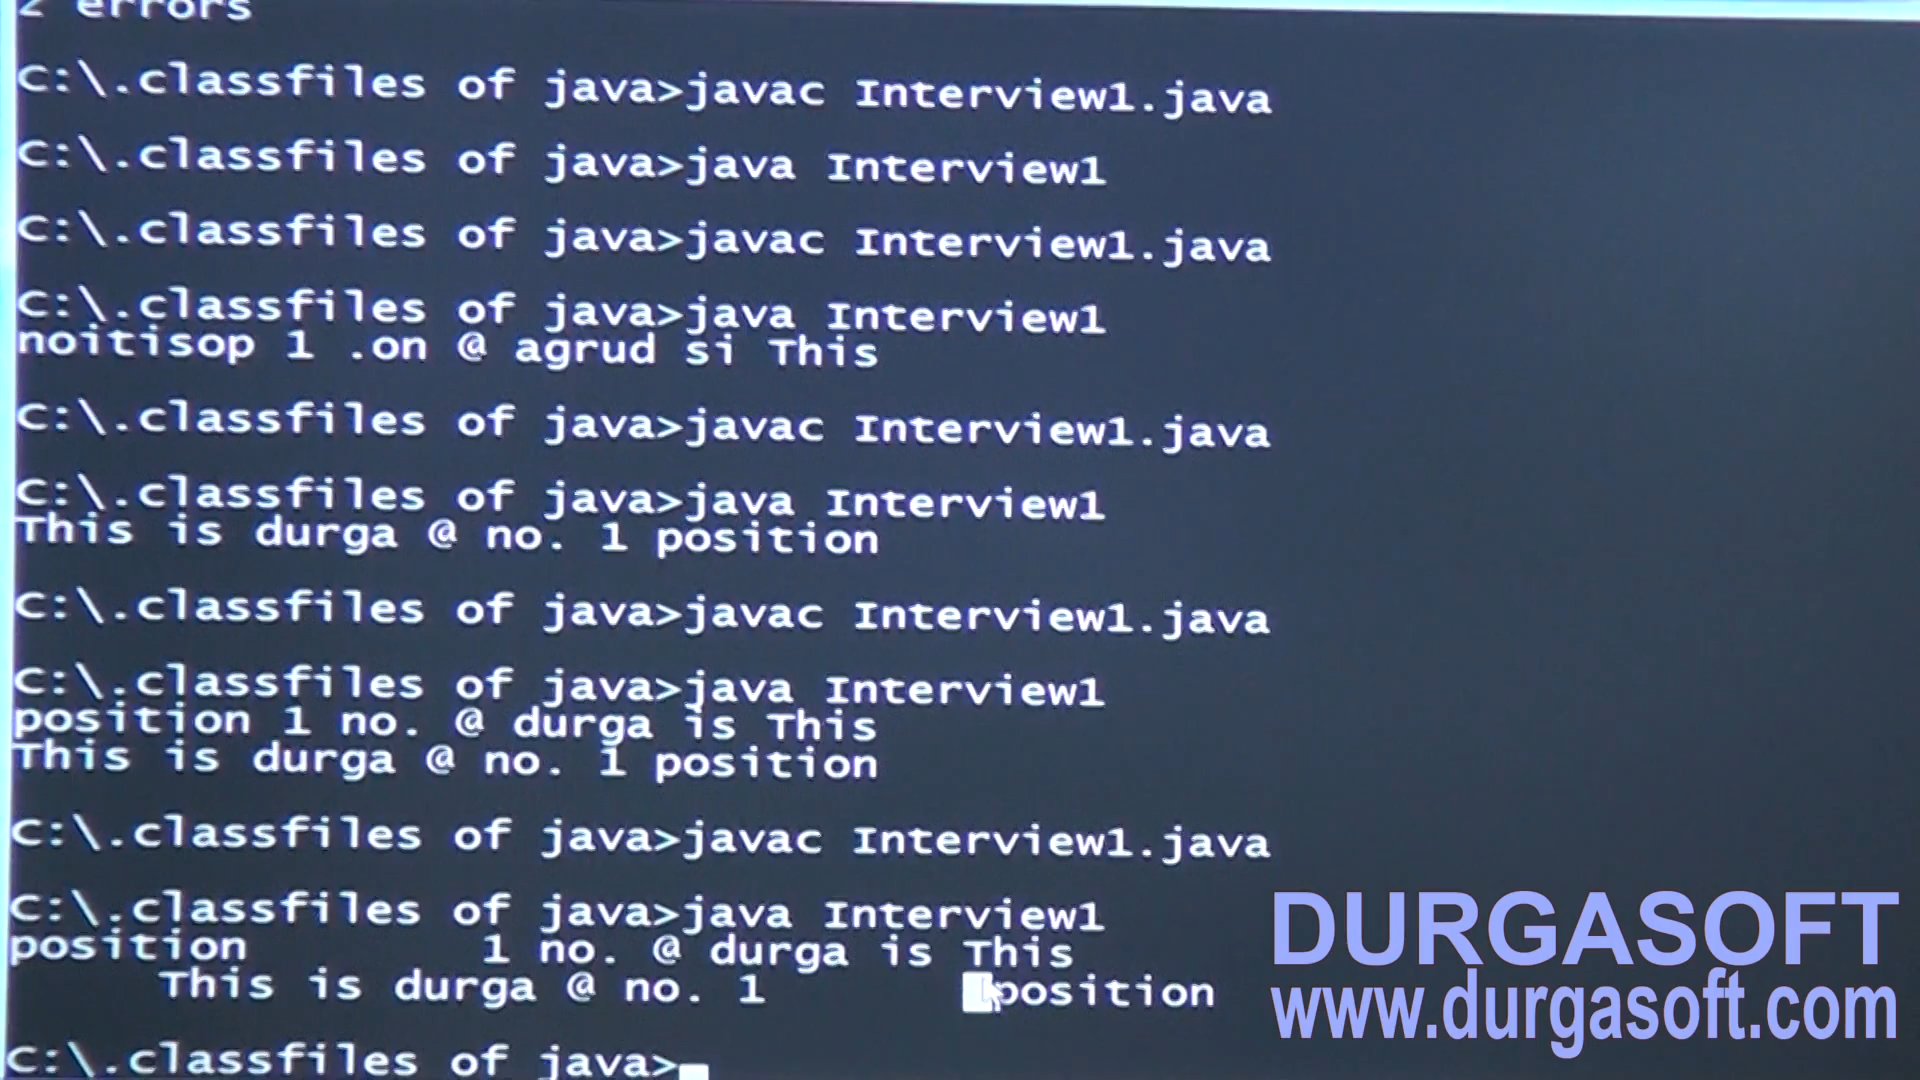 2 errors
C:\.classfiles of java>javac Interview1.java
C:\.classfiles of java>java Interview1
C:\.classfiles of java>javac Interview1.java
C:\.classfiles of java>java Interview1
noitisop 1 .on @ agrud si This
C:\.classfiles of java>javac Interview1.java
C:\.classfiles of java>java Interview1
This is durga @ no. 1 position
C:\.classfiles of java>javac Interview1.java
C:\.classfiles of java>java Interview1
position 1 no. @ durga is This
This is durga @ no. 1 position
C:\.classfiles of java>javac Interview1.java
C:\.classfiles of java>java Interview1
position        1 no. @ durga is This
     This is durga @ no. 1       position
C:\.classfiles of java>
DURGASOFT
www.durgasoft.com